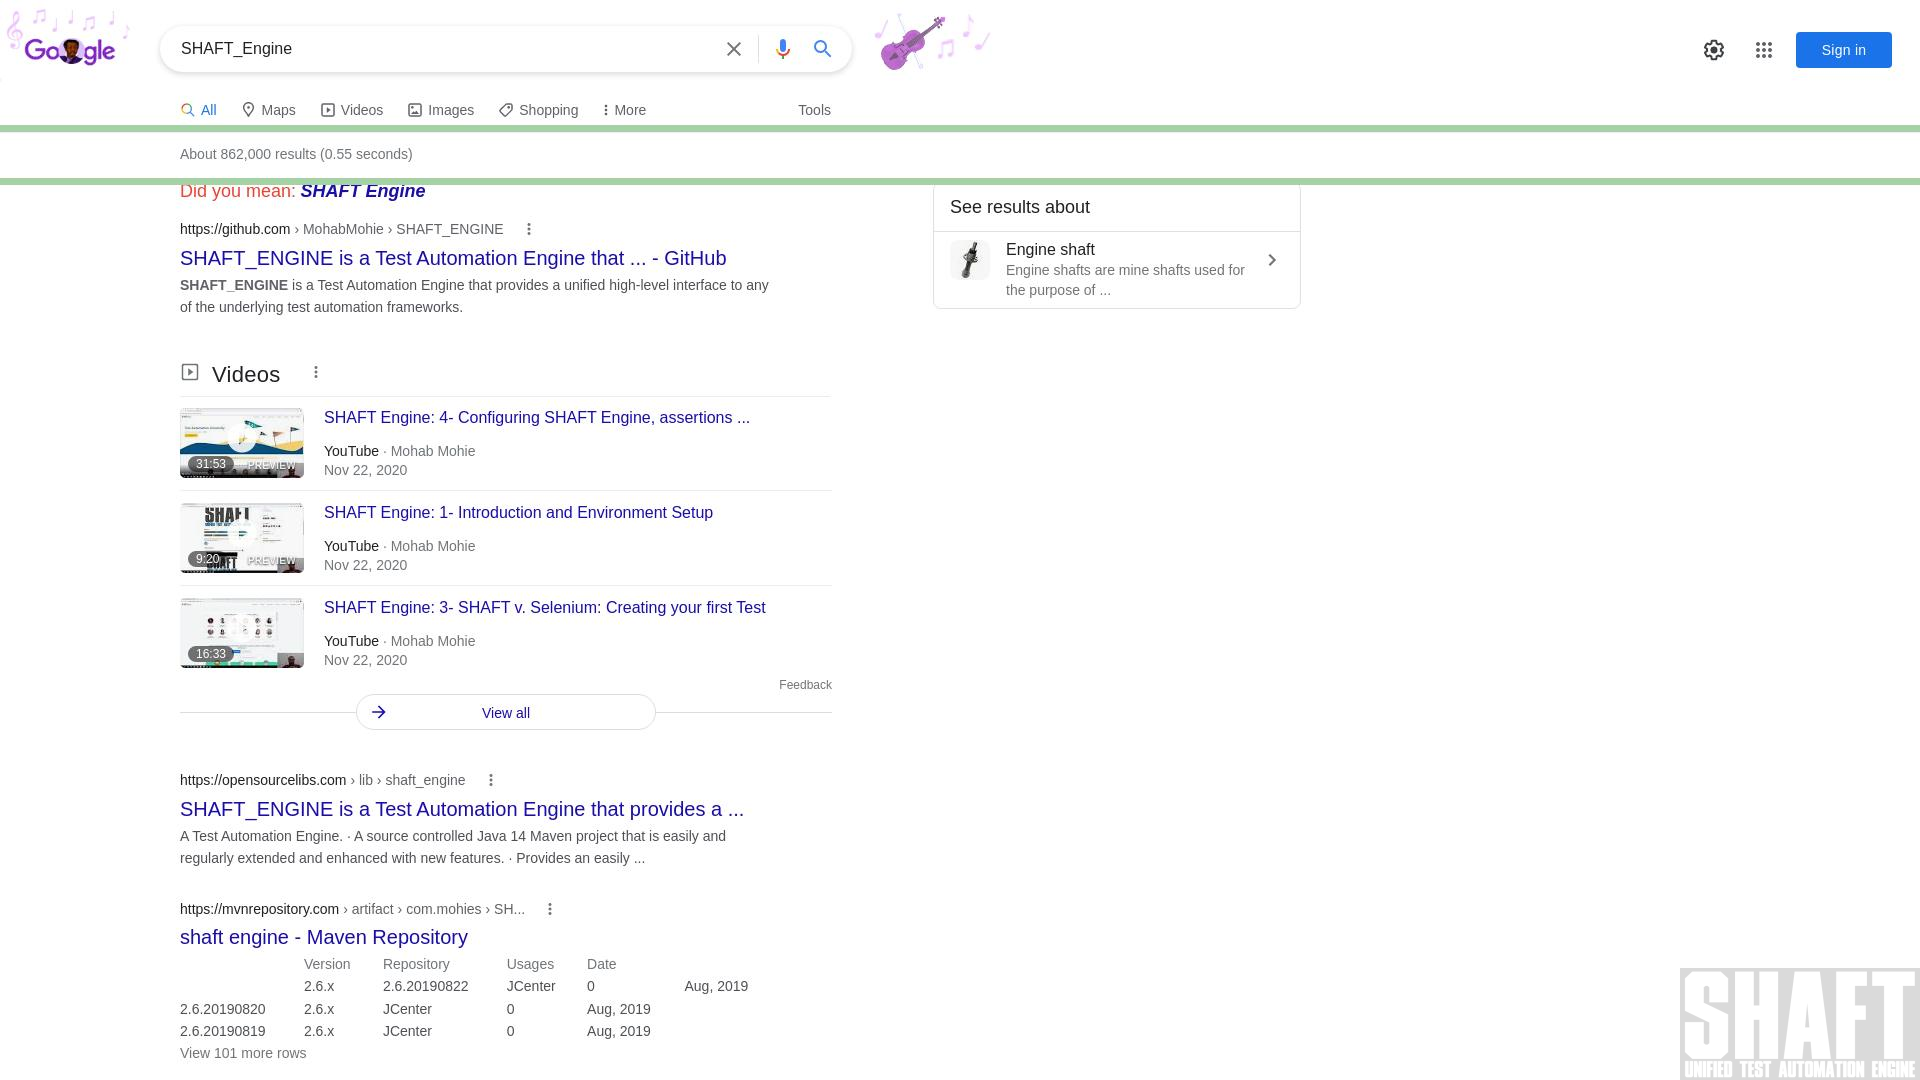 Google
SHAFT_Engine
Sign in
All
Maps
Videos
Images
Shopping
More
Tools
About 862,000 results (0.55 seconds)
Did you mean: SHAFT Engine
https://github.com › MohabMohie › SHAFT_ENGINE
SHAFT_ENGINE is a Test Automation Engine that ... - GitHub
SHAFT_ENGINE is a Test Automation Engine that provides a unified high-level interface to any
of the underlying test automation frameworks.
See results about
Engine shaft
Engine shafts are mine shafts used for
the purpose of ...
Videos
SHAFT Engine: 4- Configuring SHAFT Engine, assertions ...
31:53
PREVIEW
YouTube · Mohab Mohie
Nov 22, 2020
SHAFT Engine: 1- Introduction and Environment Setup
SHAFT
9:20
PREVIEW
YouTube · Mohab Mohie
Nov 22, 2020
SHAFT Engine: 3- SHAFT v. Selenium: Creating your first Test
16:33
YouTube · Mohab Mohie
Nov 22, 2020
Feedback
View all
https://opensourcelibs.com › lib › shaft_engine
SHAFT_ENGINE is a Test Automation Engine that provides a ...
A Test Automation Engine. · A source controlled Java 14 Maven project that is easily and
regularly extended and enhanced with new features. · Provides an easily ...
https://mvnrepository.com › artifact › com.mohies › SH...
shaft engine - Maven Repository
Version Repository Usages Date
2.6.x 2.6.20190822 JCenter 0 Aug, 2019
2.6.20190820 2.6.x JCenter 0 Aug, 2019
2.6.20190819 2.6.x JCenter 0 Aug, 2019
View 101 more rows
SHAFT
UNIFIED TEST AUTOMATION ENGINE